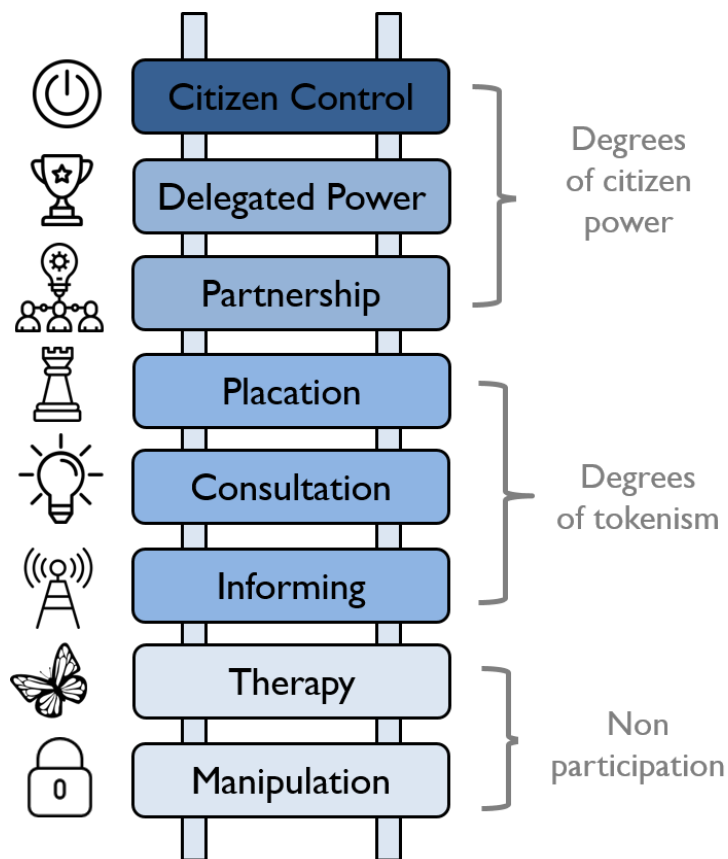 Citizen Control
Delegated Power
Partnership
Degrees
of citizen
power
Placation
Consultation
Informing
Degrees
of tokenism
Therapy
Manipulation
Non
participation